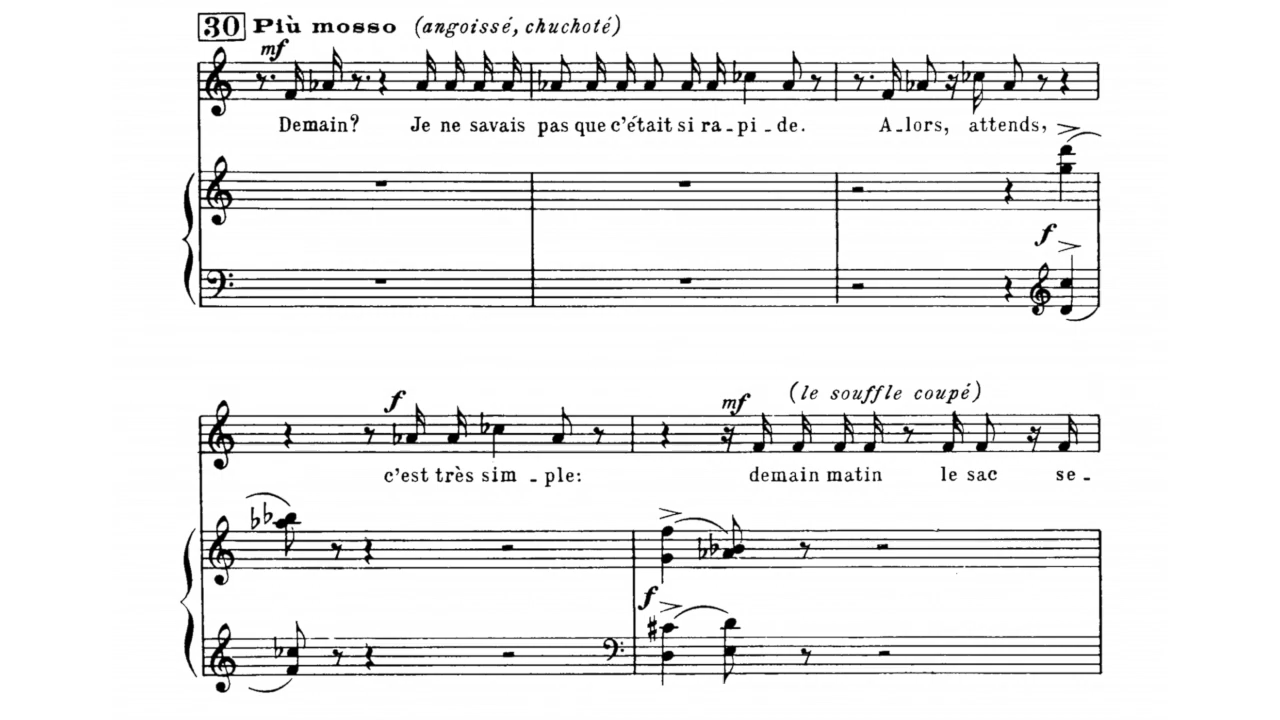 30 Più mosso (angoissé, chuchoté)
mf
Demain? Je ne savais pas que c'était si ra-pi-de. A-lors, attends,
f
f
mf
(le souffle coupé)
c'est très sim-ple: demain matin le sac se-
f